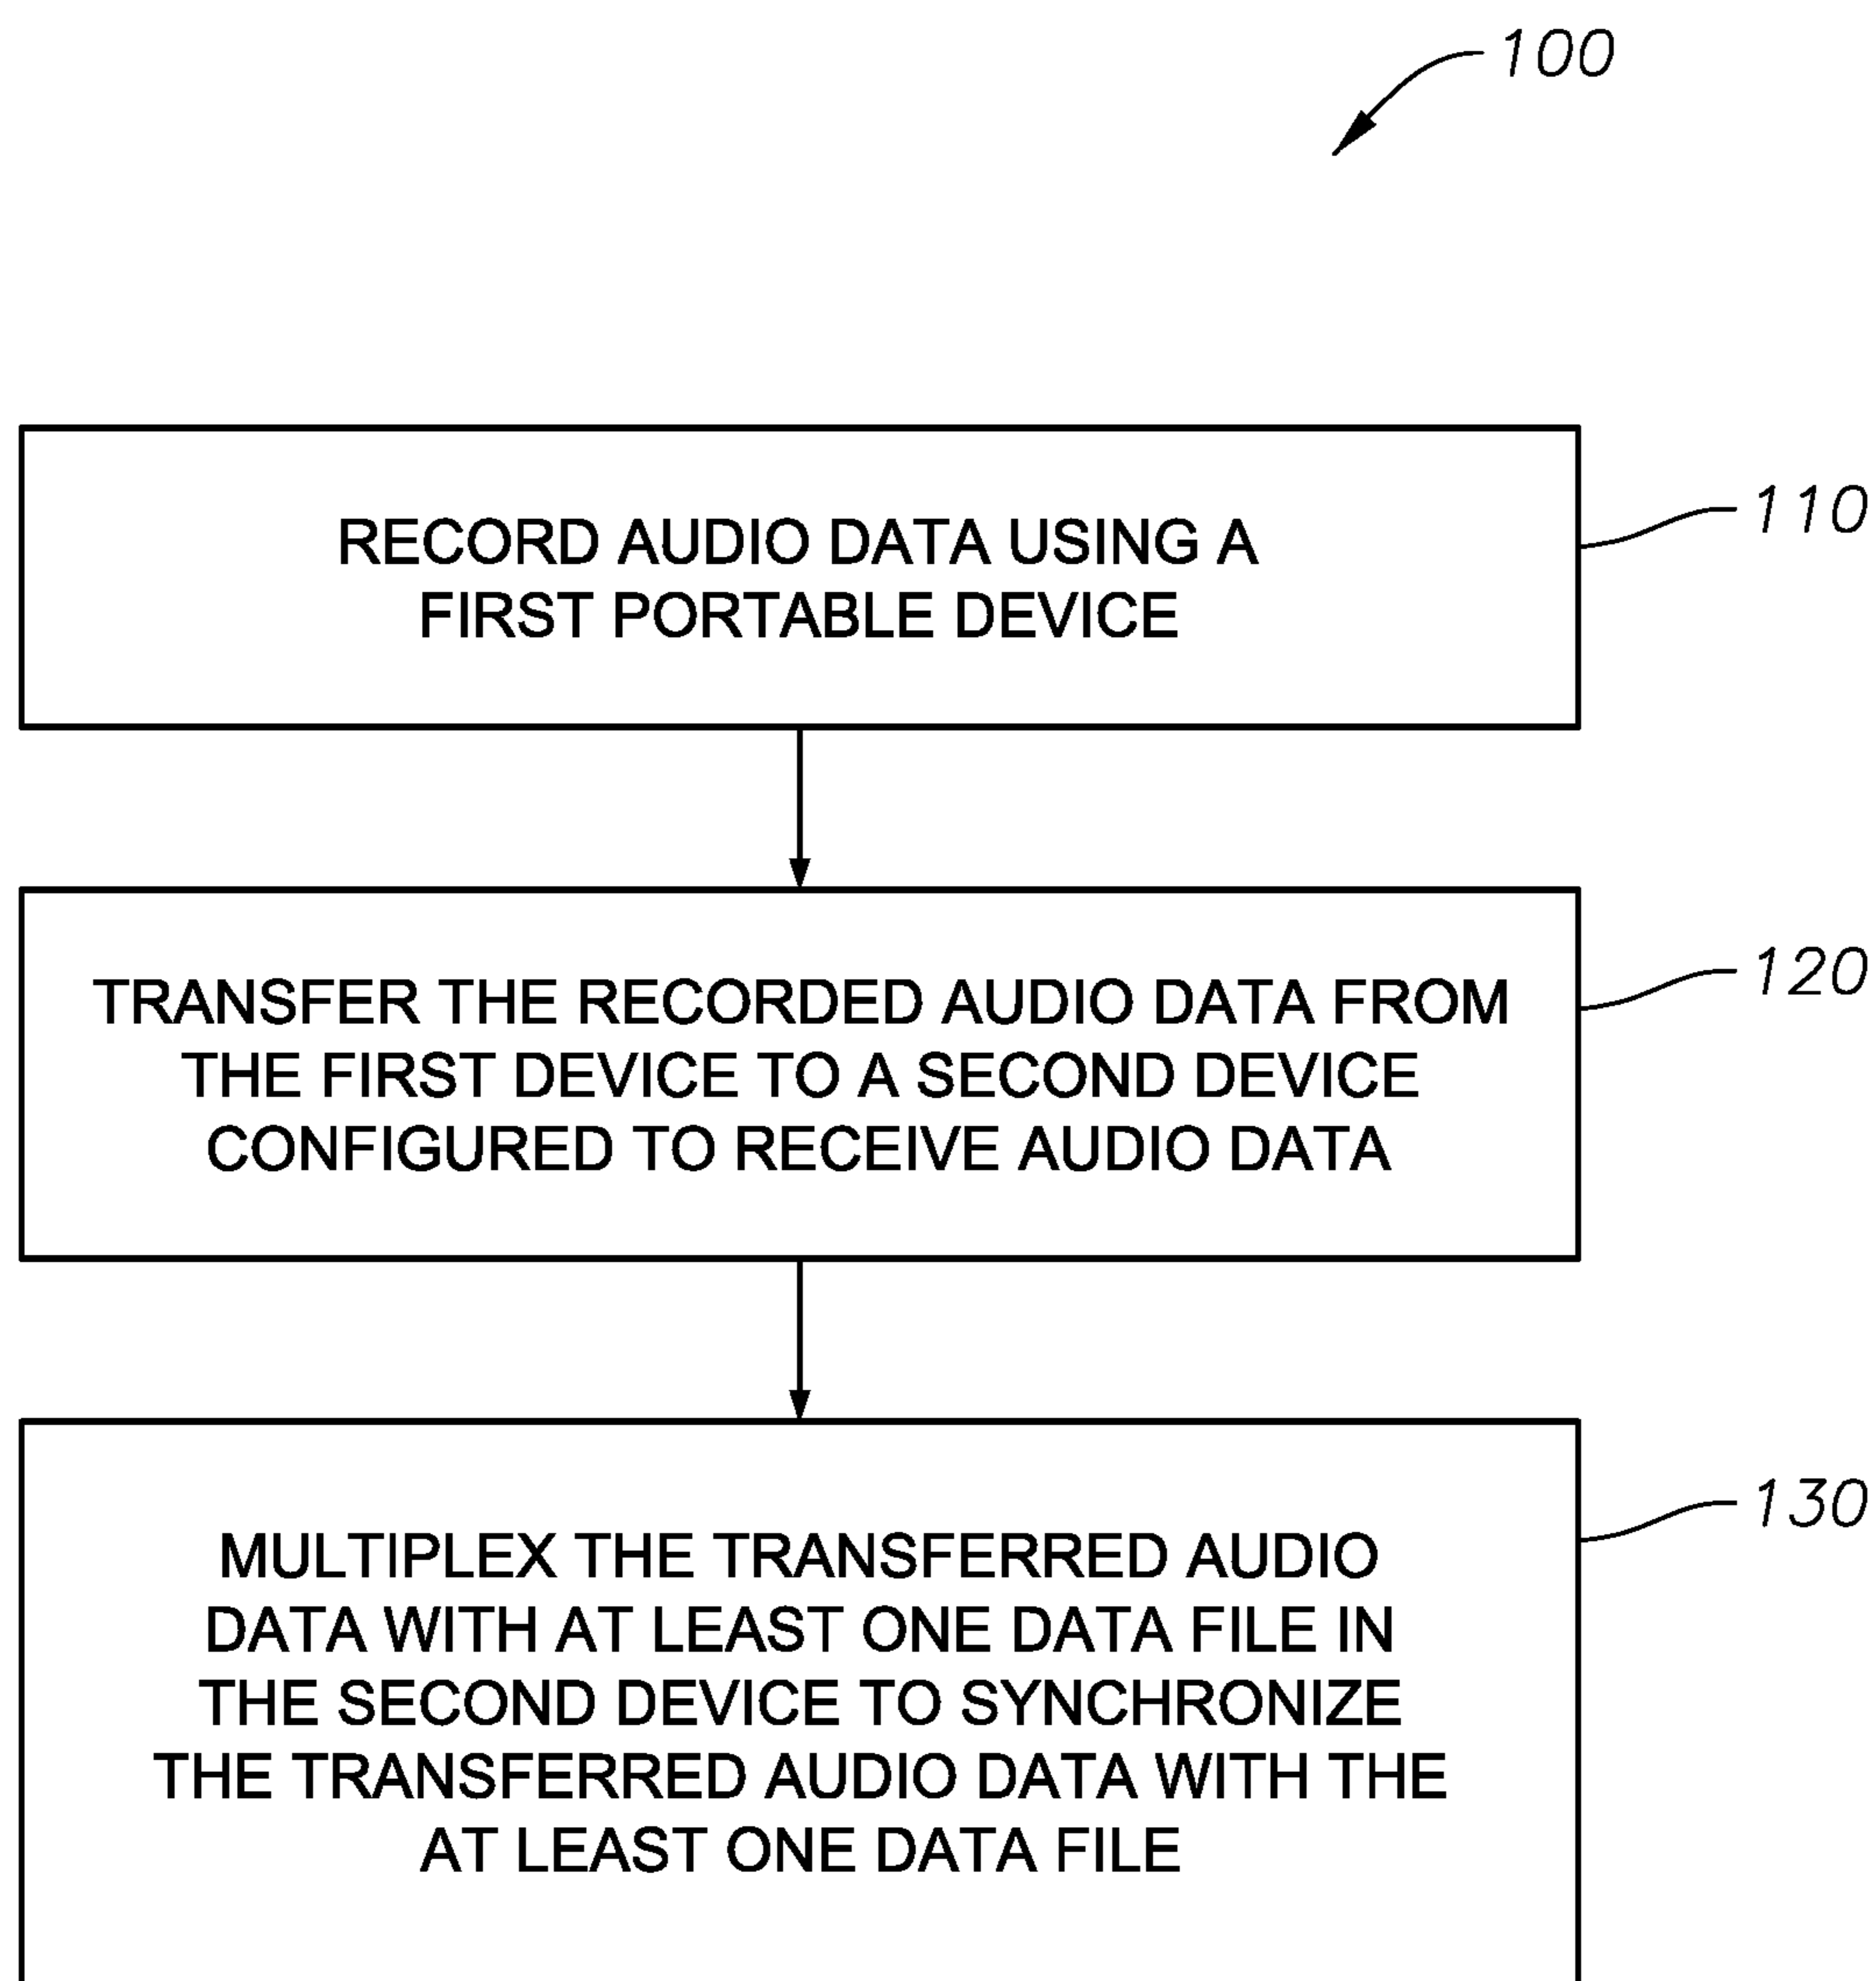 100
RECORD AUDIO DATA USING A
FIRST PORTABLE DEVICE
110
TRANSFER THE RECORDED AUDIO DATA FROM
THE FIRST DEVICE TO A SECOND DEVICE
CONFIGURED TO RECEIVE AUDIO DATA
120
MULTIPLEX THE TRANSFERRED AUDIO
DATA WITH AT LEAST ONE DATA FILE IN
THE SECOND DEVICE TO SYNCHRONIZE
THE TRANSFERRED AUDIO DATA WITH THE
AT LEAST ONE DATA FILE
130